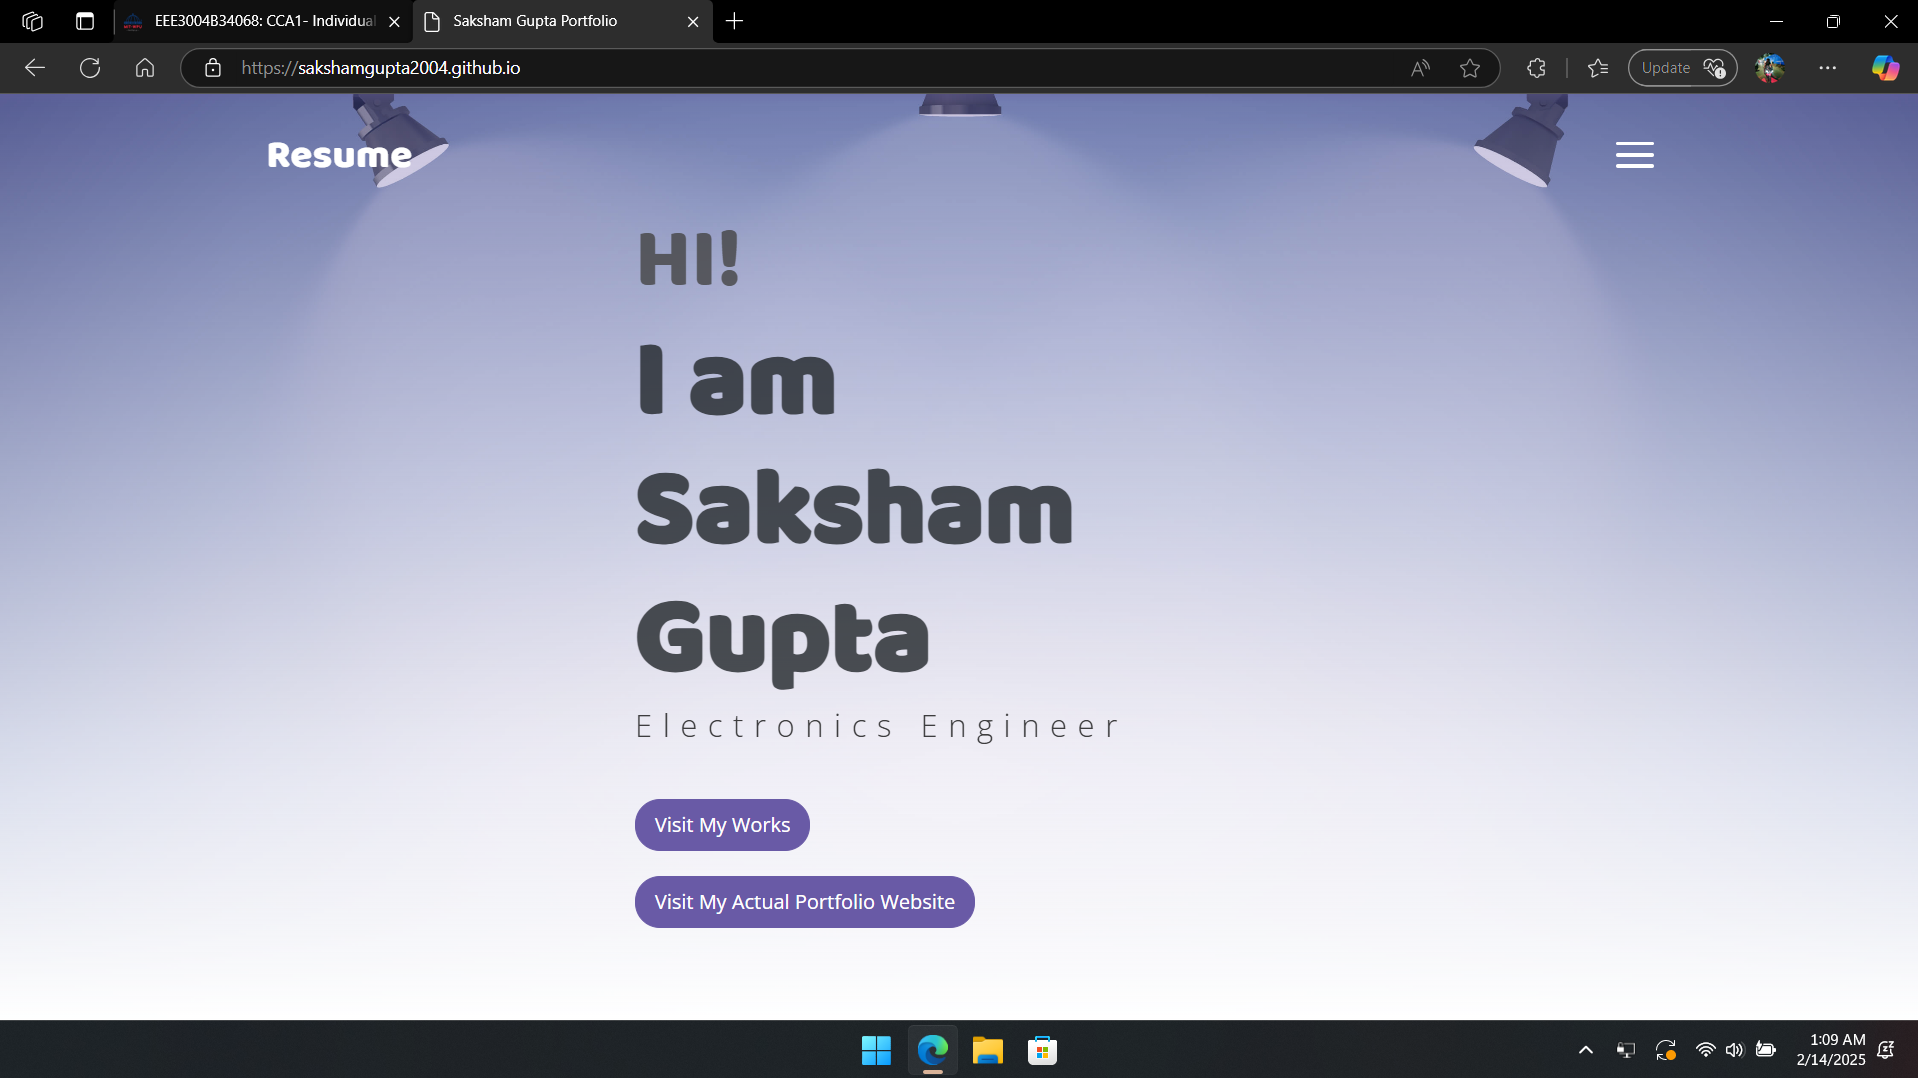 EEE3004B34068: CCA1- Individual
Saksham Gupta Portfolio
https://sakshamgupta2004.github.io
Update
Resume
HI!
I am
Saksham
Gupta
Electronics Engineer
Visit My Works
Visit My Actual Portfolio Website
1:09 AM
2/14/2025